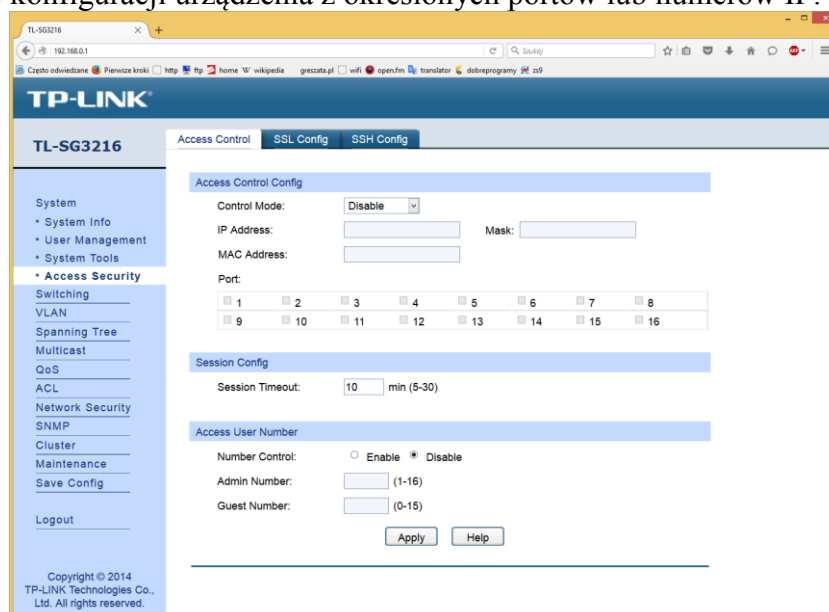 konfiguracji urządzenia z określonych portów lub numerów IP?
TL-SG3216
192.168.0.1
Szukaj
Często odwiedzane Pierwsze kroki http ftp home W wikipedia greszata.pl wifi open.fm translator dobreprogramy zs9
TP-LINK
TL-SG3216
Access Control SSL Config SSH Config
System
• System Info
• User Management
• System Tools
• Access Security
Switching
VLAN
Spanning Tree
Multicast
QoS
ACL
Network Security
SNMP
Cluster
Maintenance
Save Config
Logout
Copyright © 2014
TP-LINK Technologies Co.,
Ltd. All rights reserved.
Access Control Config
Control Mode: Disable
IP Address: Mask:
MAC Address:
Port:
1 2 3 4 5 6 7 8
9 10 11 12 13 14 15 16
Session Config
Session Timeout: 10 min (5-30)
Access User Number
Number Control: Enable Disable
Admin Number: (1-16)
Guest Number: (0-15)
Apply Help